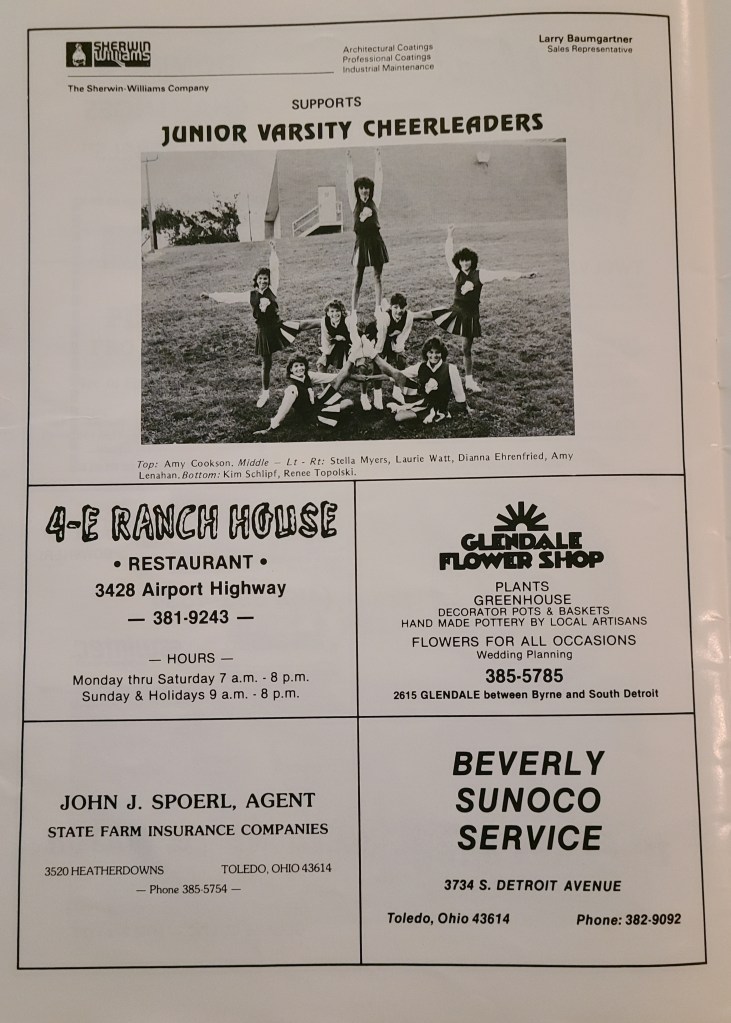 SHERWIN
WILLIAMS
The Sherwin-Williams Company
Architectural Coatings
Professional Coatings
Industrial Maintenance
Larry Baumgartner
Sales Representative
SUPPORTS
JUNIOR VARSITY CHEERLEADERS
Top: Amy Cookson. Middle — Lt - Rt: Stella Myers, Laurie Watt, Dianna Ehrenfried, Amy
Lenahan. Bottom: Kim Schlipf, Renee Topolski.
4-E RANCH HOUSE
• RESTAURANT •
3428 Airport Highway
— 381-9243 —
— HOURS —
Monday thru Saturday 7 a.m. - 8 p.m.
Sunday & Holidays 9 a.m. - 8 p.m.
GLENDALE
FLOWER SHOP
PLANTS
GREENHOUSE
DECORATOR POTS & BASKETS
HAND MADE POTTERY BY LOCAL ARTISANS
FLOWERS FOR ALL OCCASIONS
Wedding Planning
385-5785
2615 GLENDALE between Byrne and South Detroit
JOHN J. SPOERL, AGENT
STATE FARM INSURANCE COMPANIES
3520 HEATHERDOWNS TOLEDO, OHIO 43614
— Phone 385-5754 —
BEVERLY
SUNOCO
SERVICE
3734 S. DETROIT AVENUE
Toledo, Ohio 43614 Phone: 382-9092